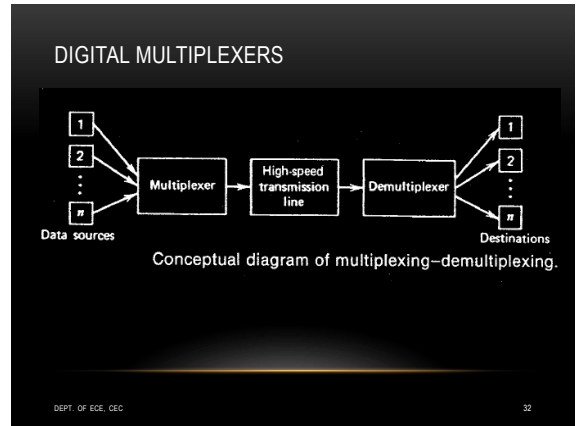 DIGITAL MULTIPLEXERS
1
2
n
Data sources
Multiplexer
High-speed
transmission
line
Demultiplexer
1
2
n
Destinations
Conceptual diagram of multiplexing–demultiplexing.
DEPT. OF ECE, CEC
32